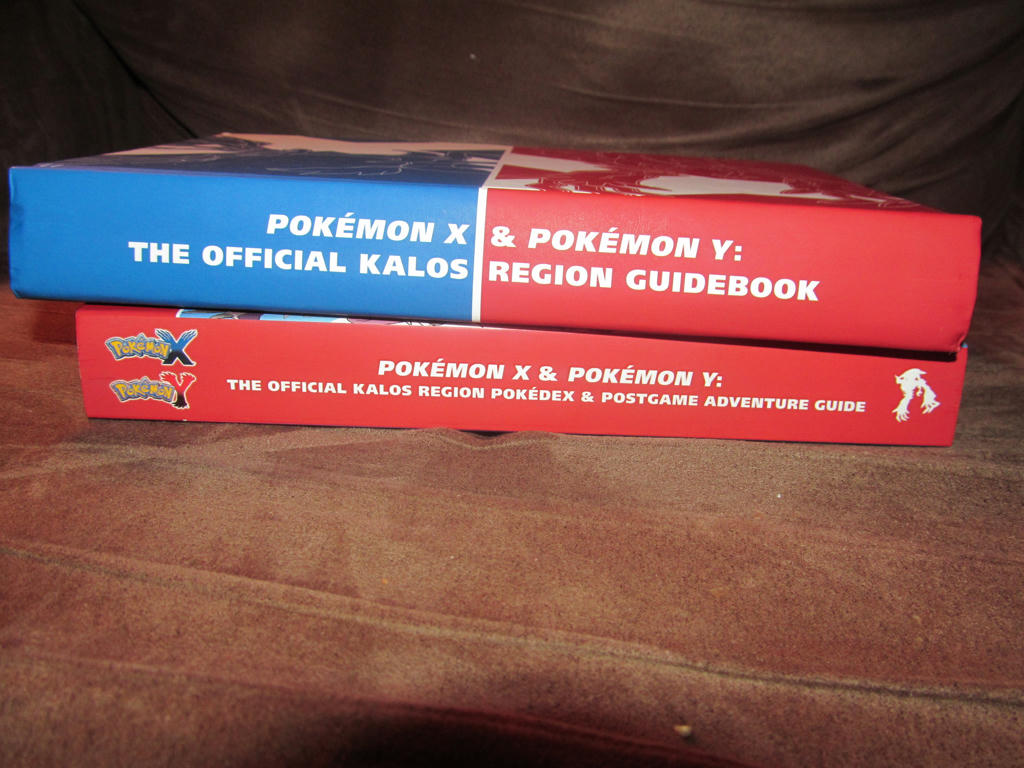 POKÉMON X & POKÉMON Y:
THE OFFICIAL KALOS REGION GUIDEBOOK
POKÉMON X
POKÉMON Y
POKÉMON X & POKÉMON Y:
THE OFFICIAL KALOS REGION POKÉDEX & POSTGAME ADVENTURE GUIDE